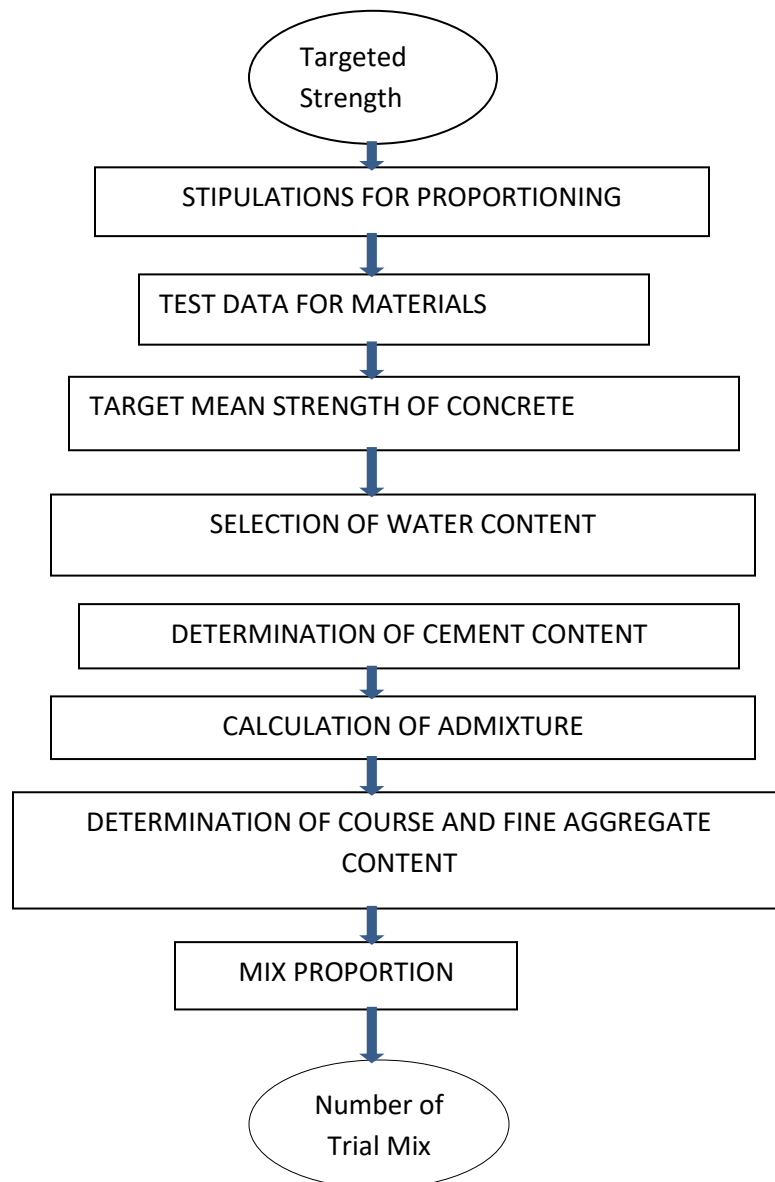 Targeted
Strength
STIPULATIONS FOR PROPORTIONING
TEST DATA FOR MATERIALS
TARGET MEAN STRENGTH OF CONCRETE
SELECTION OF WATER CONTENT
DETERMINATION OF CEMENT CONTENT
CALCULATION OF ADMIXTURE
DETERMINATION OF COURSE AND FINE AGGREGATE
CONTENT
MIX PROPORTION
Number of
Trial Mix